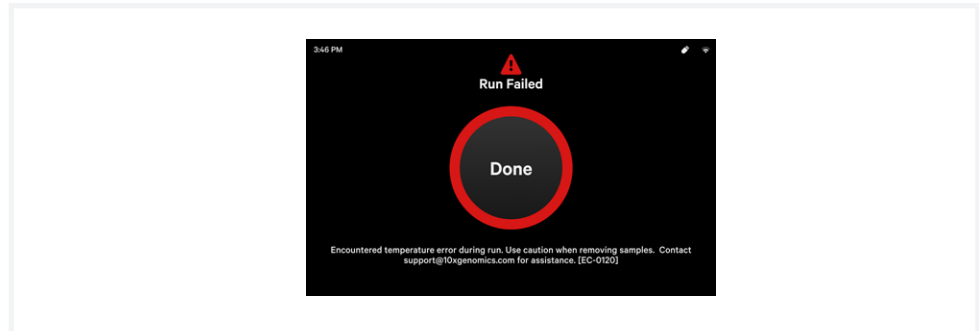 3:46 PM
Run Failed
Done
Encountered temperature error during run. Use caution when removing samples. Contact
support@10xgenomics.com for assistance. [EC-0120]